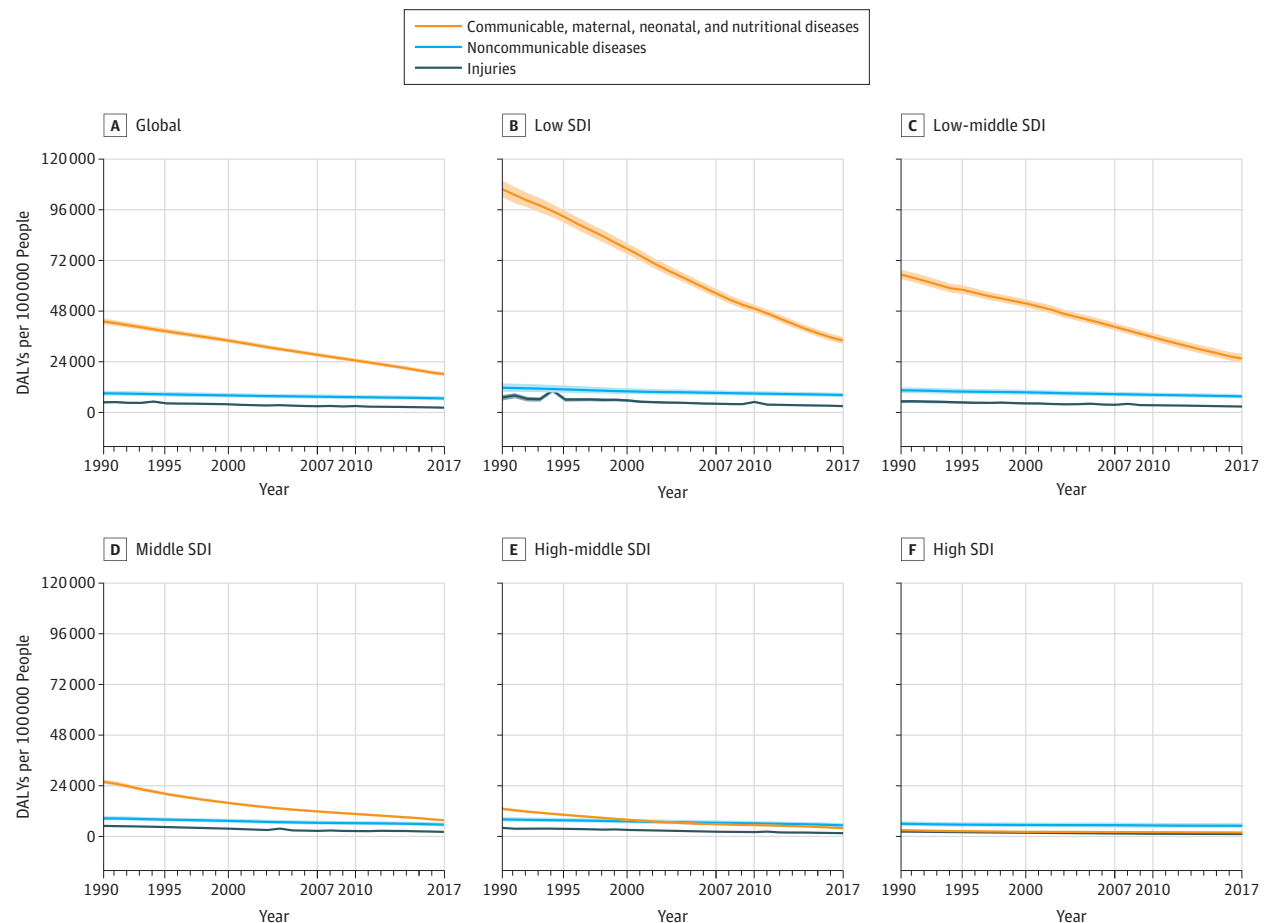 Communicable, maternal, neonatal, and nutritional diseases
Noncommunicable diseases
Injuries
A Global
B Low SDI
C Low-middle SDI
120 000
96 000
72 000
48 000
24 000
0
DALYs per 100 000 People
1990 1995 2000 2007 2010 2017
Year
1990 1995 2000 2007 2010 2017
Year
1990 1995 2000 2007 2010 2017
Year
D Middle SDI
E High-middle SDI
F High SDI
120 000
96 000
72 000
48 000
24 000
0
DALYs per 100 000 People
1990 1995 2000 2007 2010 2017
Year
1990 1995 2000 2007 2010 2017
Year
1990 1995 2000 2007 2010 2017
Year